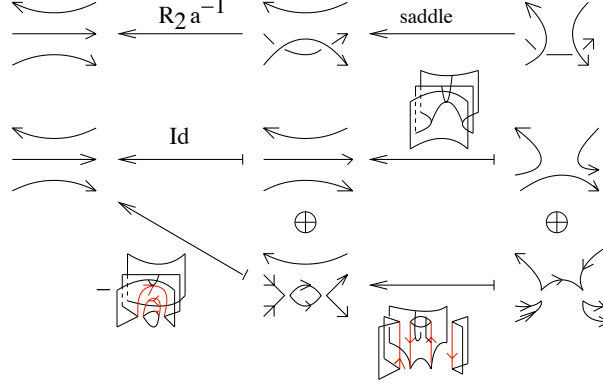 R₂ a⁻¹
saddle
Id
⊕
⊕
−